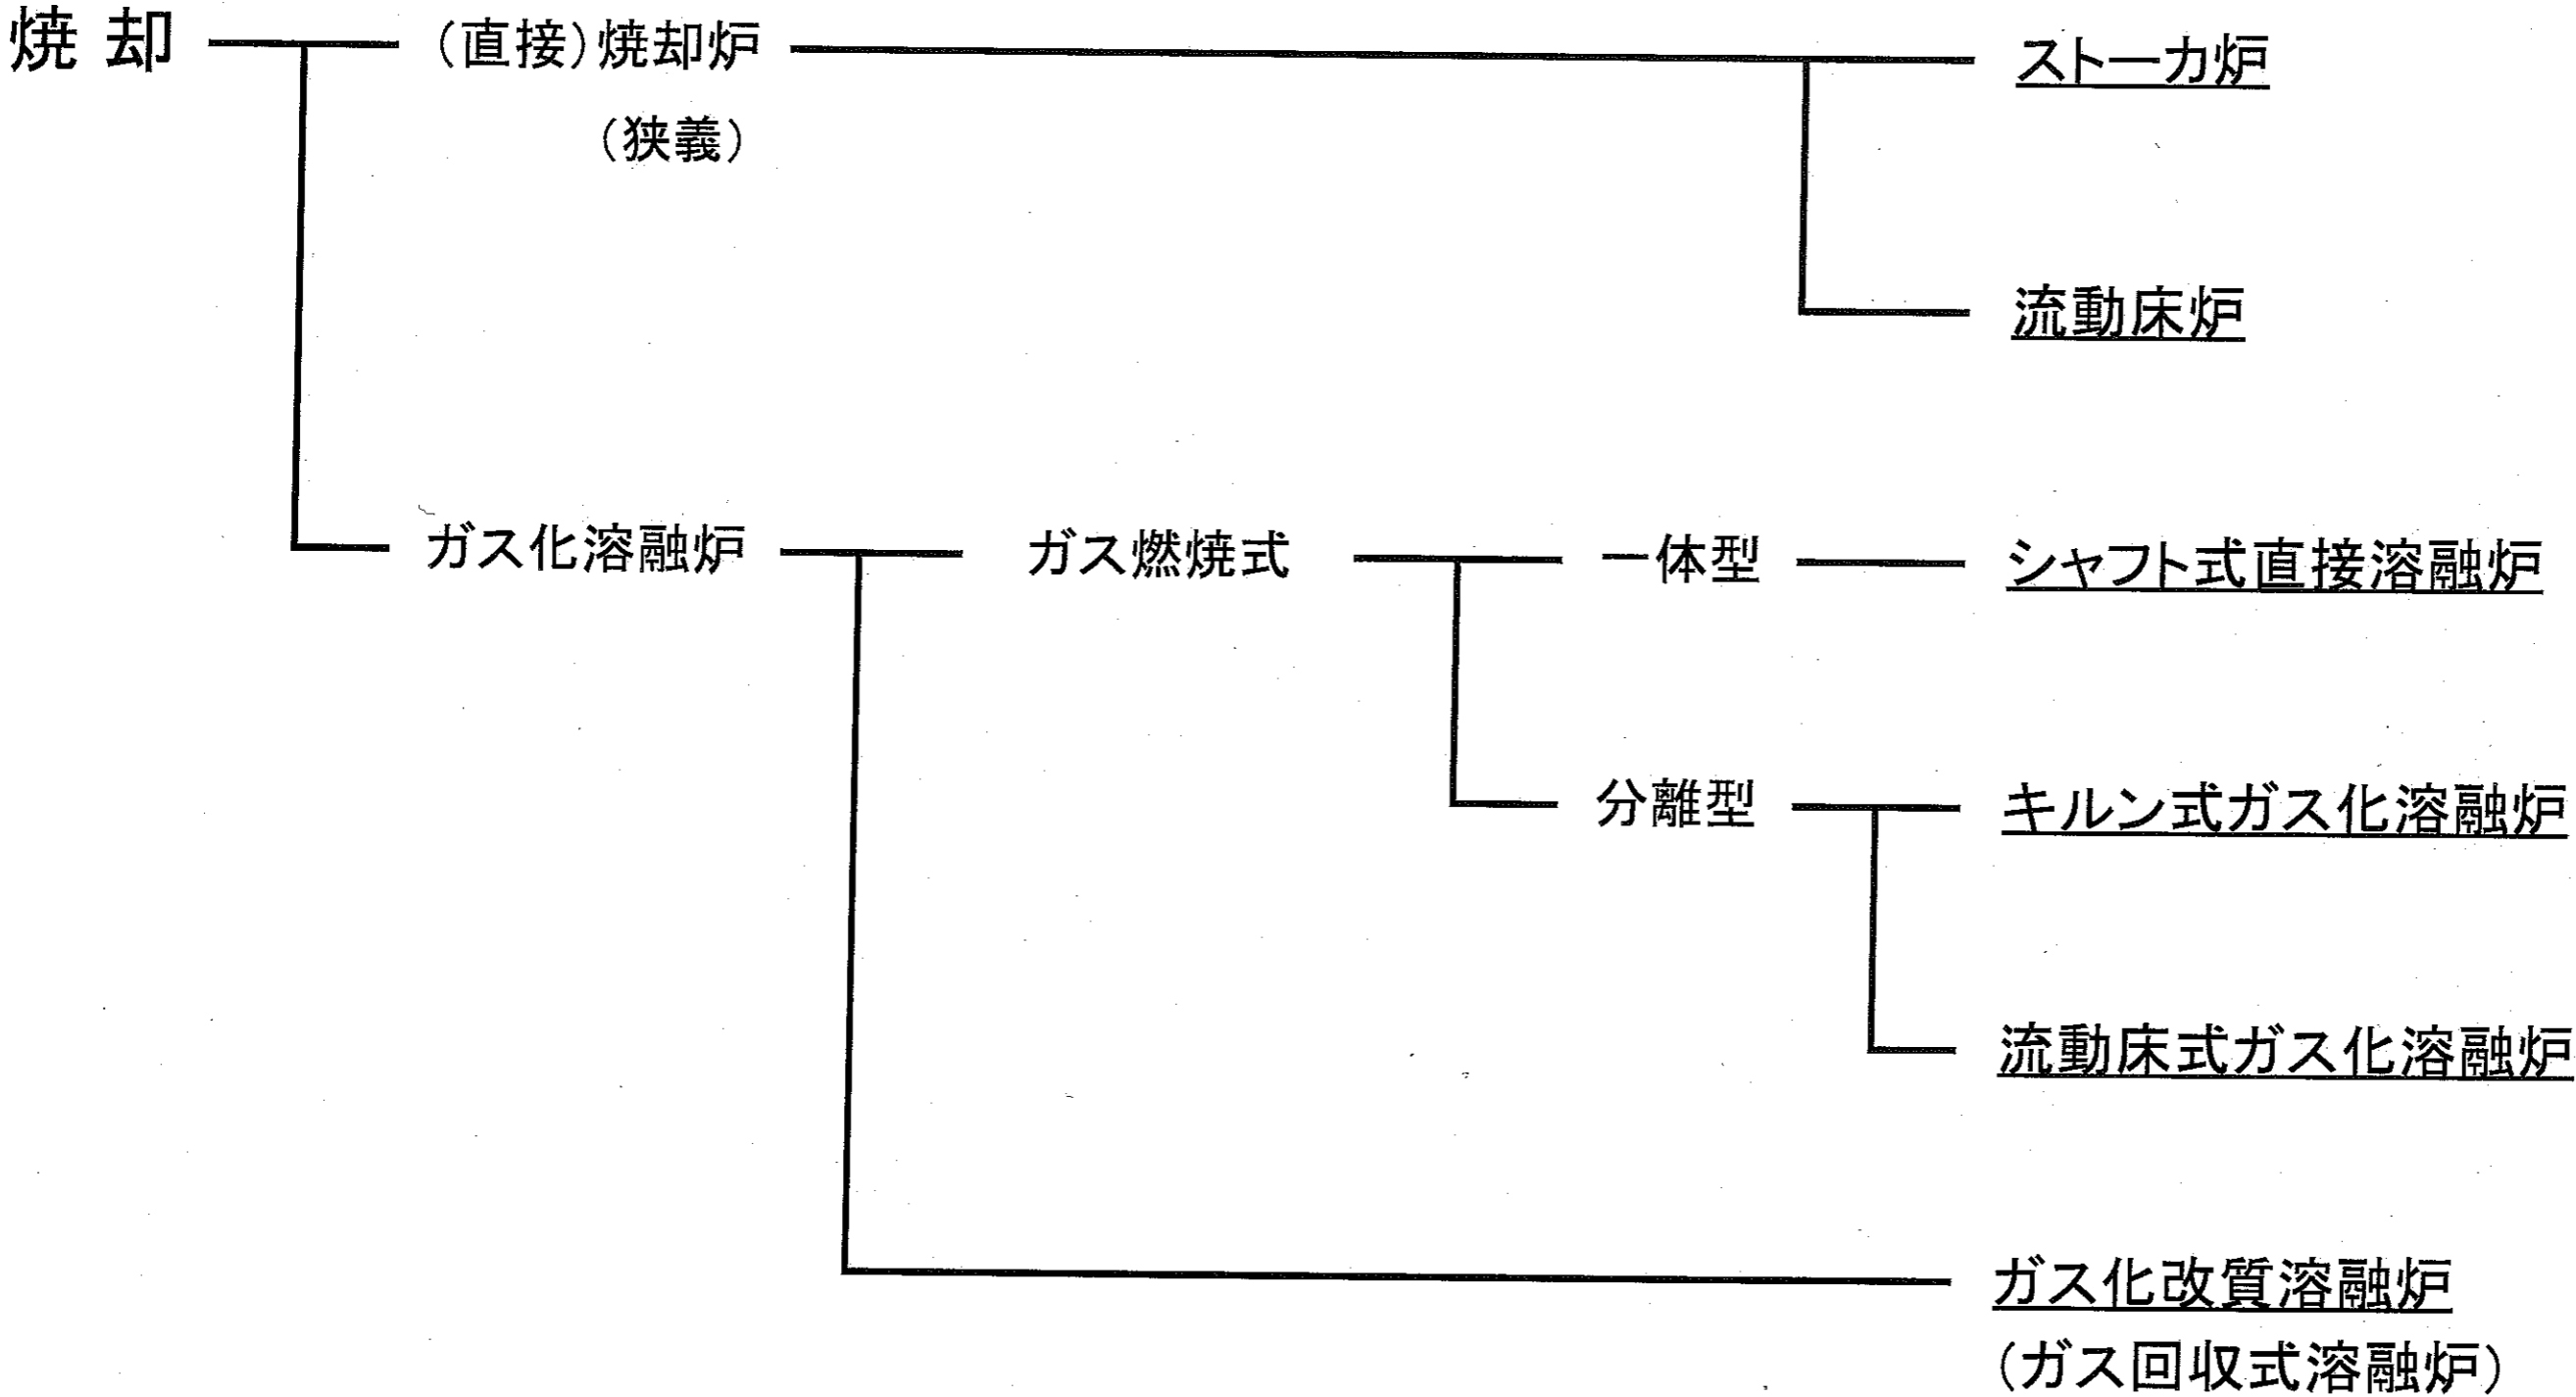 焼却
(直接)焼却炉
(狭義)
ストーカ炉
流動床炉
ガス化溶融炉
ガス燃焼式
一体型
シャフト式直接溶融炉
分離型
キルン式ガス化溶融炉
流動床式ガス化溶融炉
ガス化改質溶融炉
(ガス回収式溶融炉)